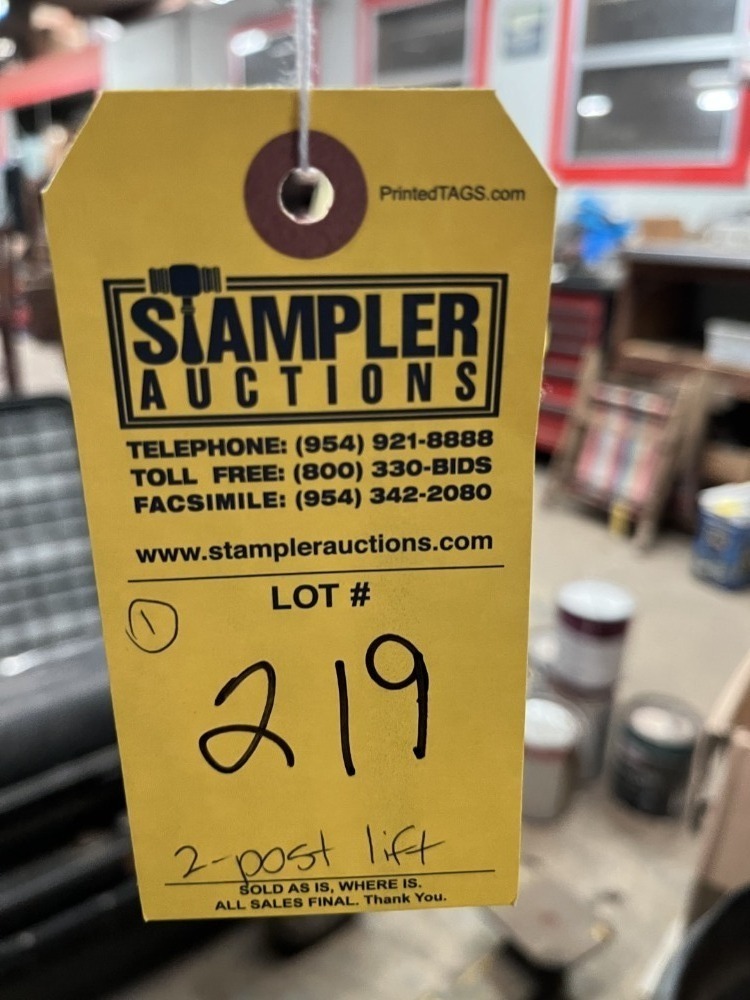 PrintedTAGS.com
STAMPLER
AUCTIONS
TELEPHONE: (954) 921-8888
TOLL FREE: (800) 330-BIDS
FACSIMILE: (954) 342-2080
www.stamplerauctions.com
LOT #
1
219
2-post lift
SOLD AS IS, WHERE IS.
ALL SALES FINAL. Thank You.